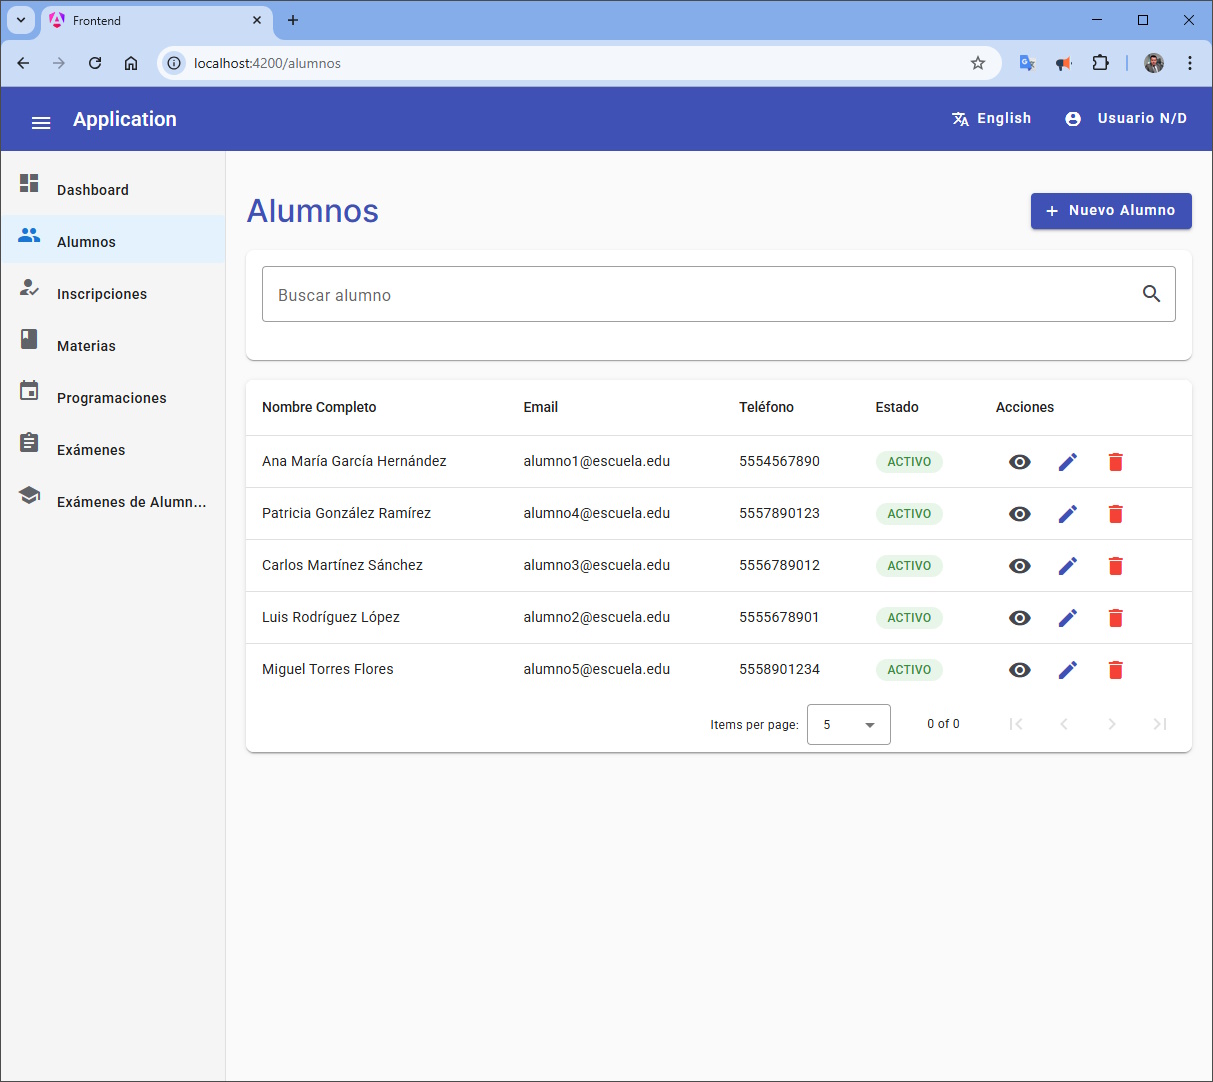 Frontend
localhost:4200/alumnos
Application
English
Usuario N/D
Dashboard
Alumnos
Inscripciones
Materias
Programaciones
Exámenes
Exámenes de Alumn...
Alumnos
Nuevo Alumno
Buscar alumno
Nombre Completo Email Teléfono Estado Acciones
Ana María García Hernández alumno1@escuela.edu 5554567890 ACTIVO
Patricia González Ramírez alumno4@escuela.edu 5557890123 ACTIVO
Carlos Martínez Sánchez alumno3@escuela.edu 5556789012 ACTIVO
Luis Rodríguez López alumno2@escuela.edu 5555678901 ACTIVO
Miguel Torres Flores alumno5@escuela.edu 5558901234 ACTIVO
Items per page: 5 0 of 0